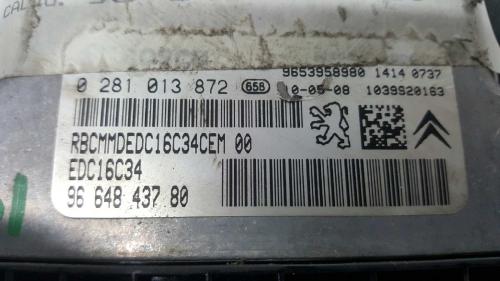 0 281 013 872 658
9653958980 1414 0737
0-05-08 1039S20163
RBCMMDEDC16C34CEM 00
EDC16C34
96 648 437 80